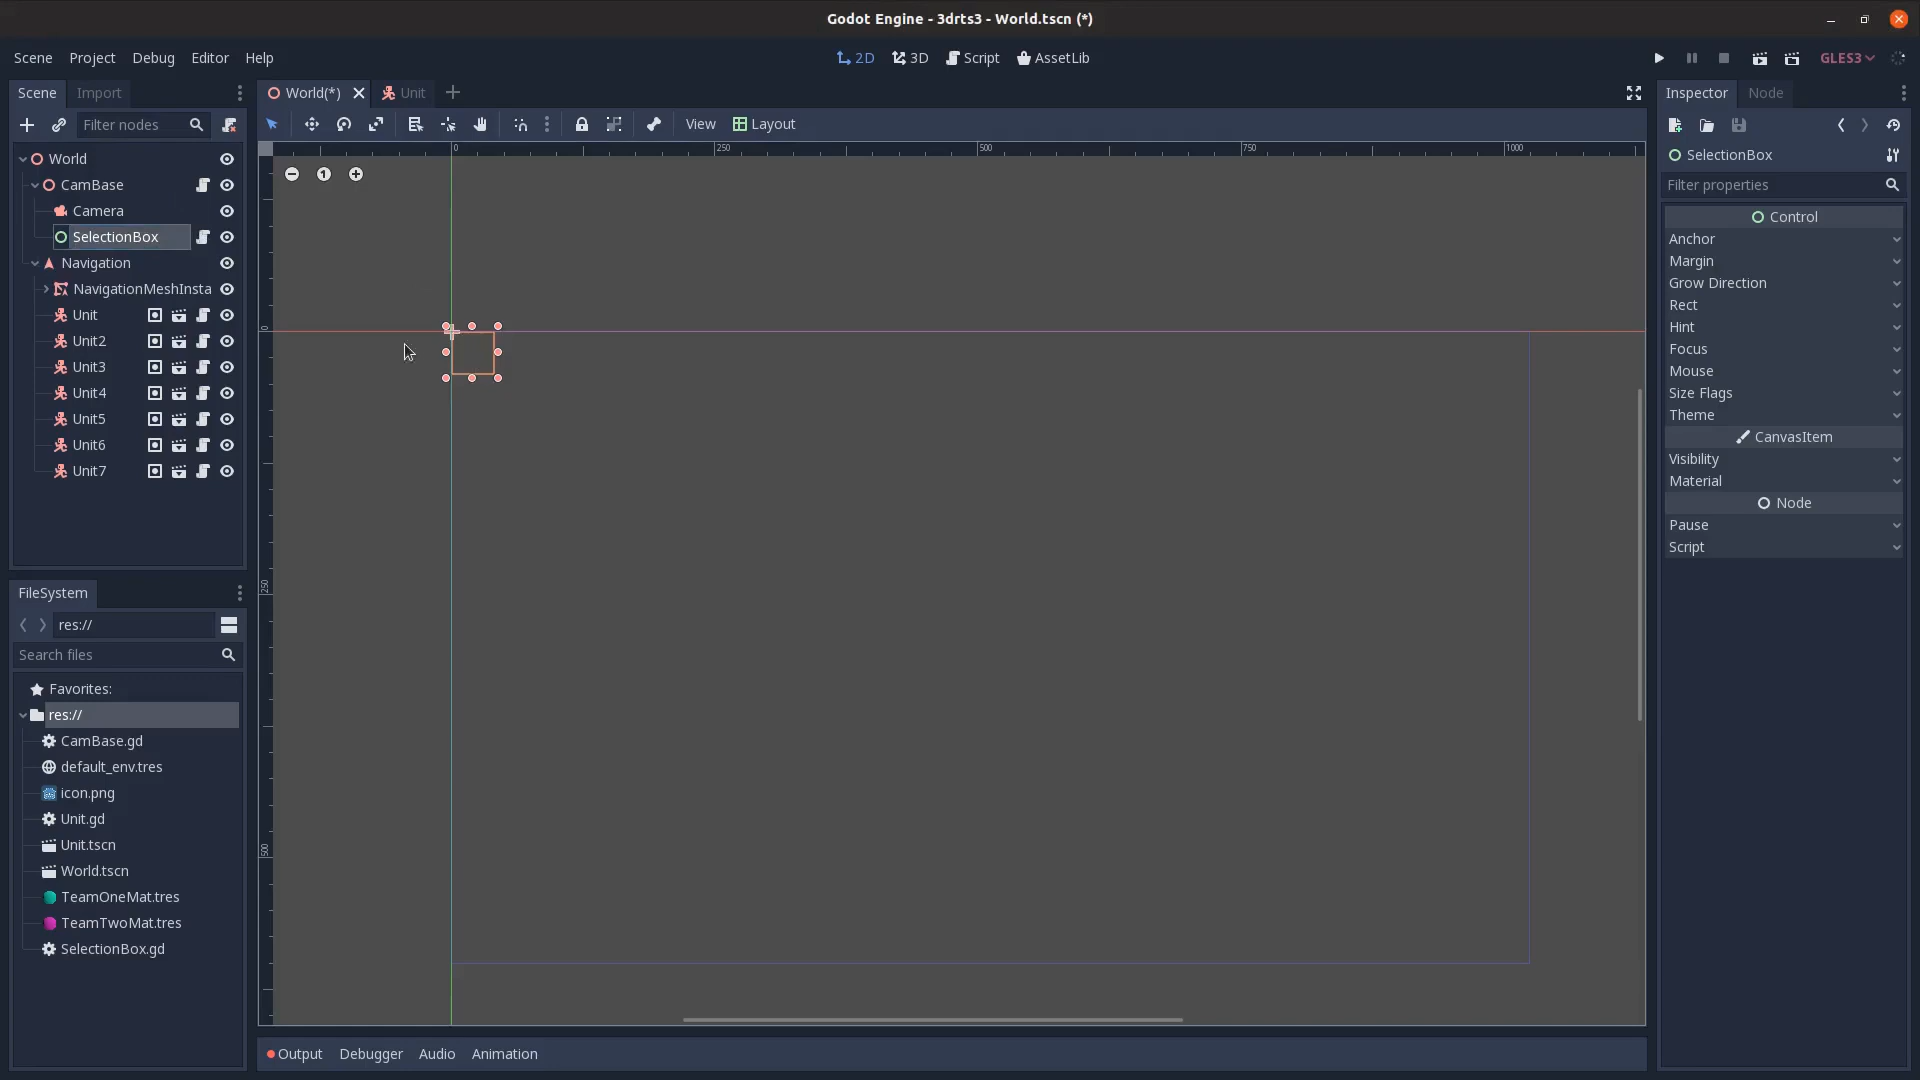 Godot Engine - 3drts3 - World.tscn (*)
Scene Project Debug Editor Help
2D 3D Script AssetLib
GLES3
Scene Import
World(*) Unit
Inspector Node
Filter nodes
View Layout
SelectionBox
Filter properties
World
CamBase
Camera
SelectionBox
Navigation
NavigationMeshInsta
Unit
Unit2
Unit3
Unit4
Unit5
Unit6
Unit7
0 250 500 750 1000
1
0
250
500
Control
Anchor
Margin
Grow Direction
Rect
Hint
Focus
Mouse
Size Flags
Theme
CanvasItem
Visibility
Material
Node
Pause
Script
FileSystem
res://
Search files
Favorites:
res://
CamBase.gd
default_env.tres
icon.png
Unit.gd
Unit.tscn
World.tscn
TeamOneMat.tres
TeamTwoMat.tres
SelectionBox.gd
Output Debugger Audio Animation